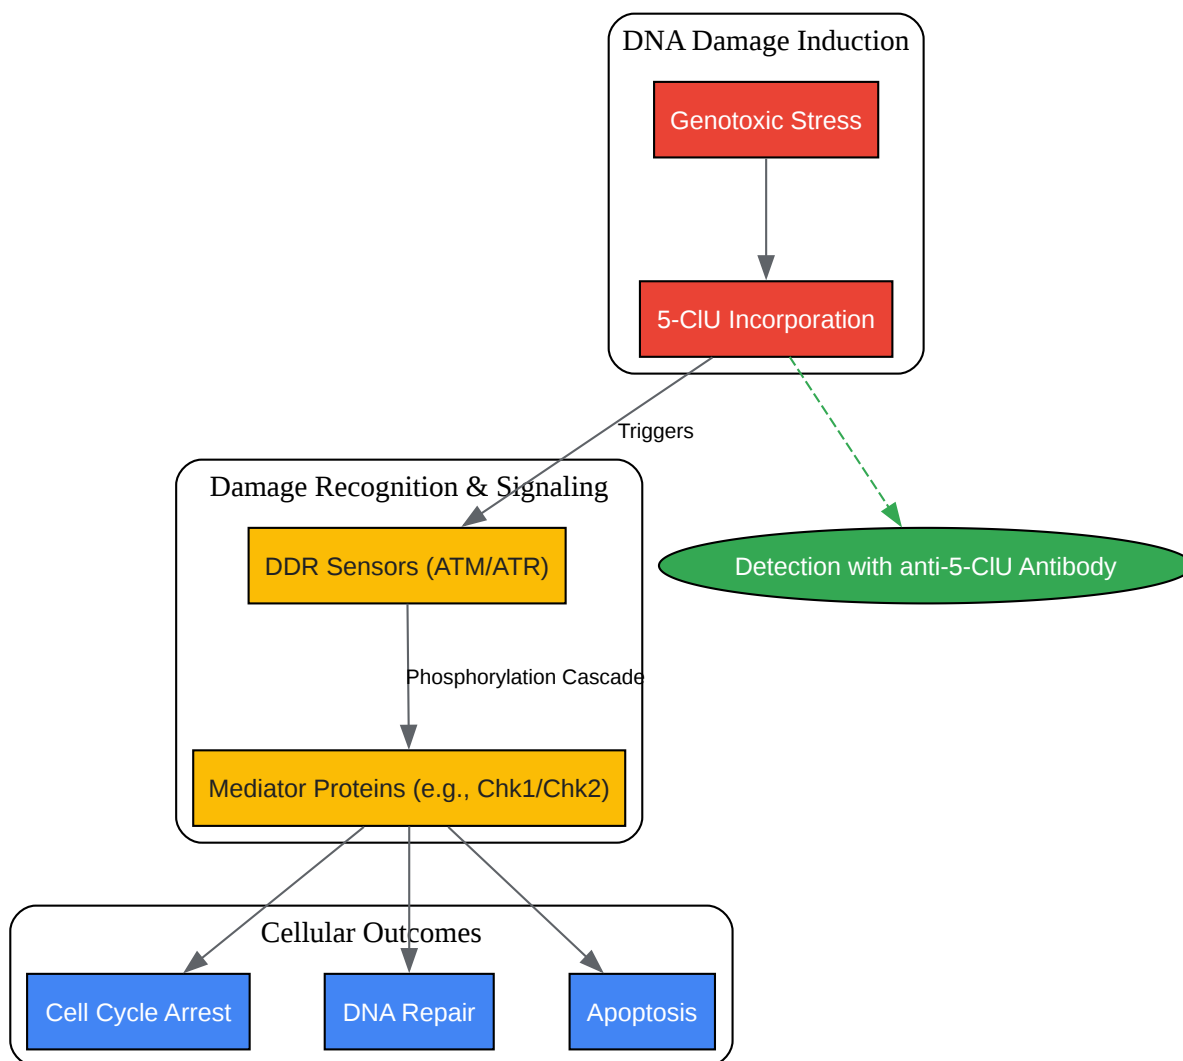 DNA Damage Induction
Genotoxic Stress
5-ClU Incorporation
Triggers
Damage Recognition & Signaling
DDR Sensors (ATM/ATR)
Detection with anti-5-ClU Antibody
Phosphorylation Cascade
Mediator Proteins (e.g., Chk1/Chk2)
Cellular Outcomes
Cell Cycle Arrest
DNA Repair
Apoptosis